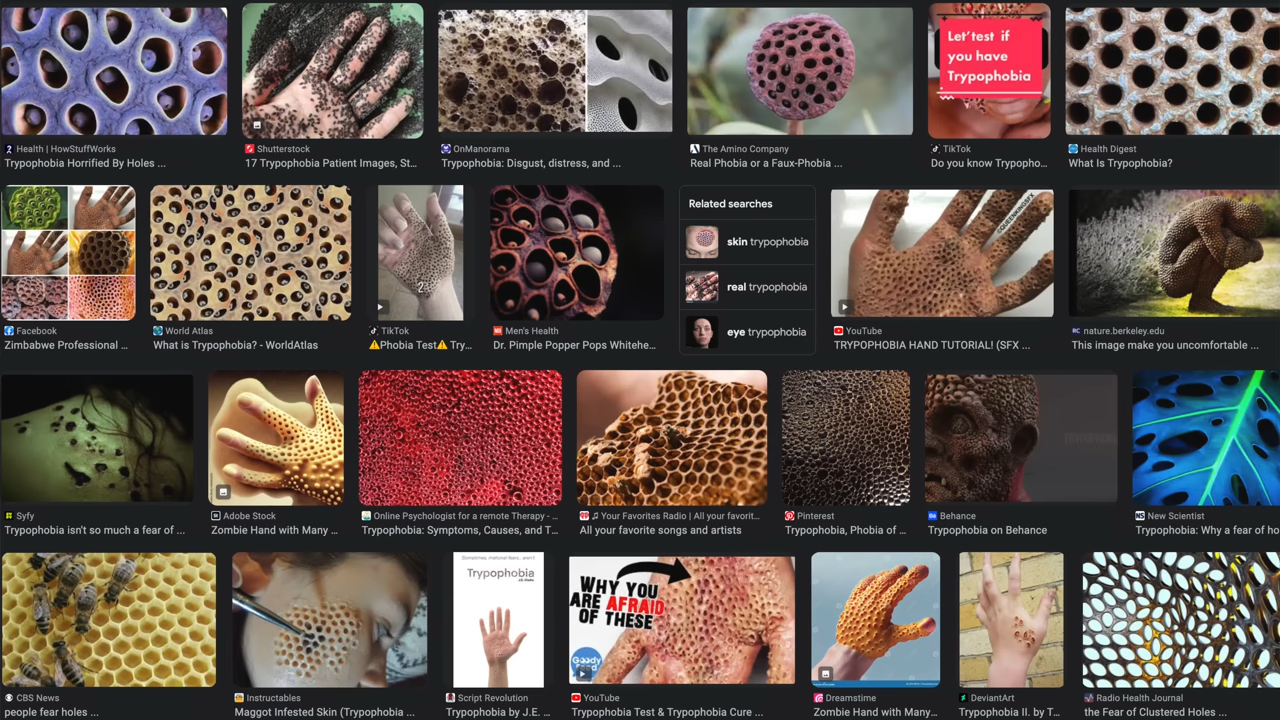 Let'test if
you have
Trypophobia
Health | HowStuffWorks
Trypophobia Horrified By Holes ...
Shutterstock
17 Trypophobia Patient Images, St...
OnManorama
Trypophobia: Disgust, distress, and ...
The Amino Company
Real Phobia or a Faux-Phobia ...
TikTok
Do you know Trypopho...
Health Digest
What Is Trypophobia?
2
Related searches
skin trypophobia
real trypophobia
eye trypophobia
Facebook
Zimbabwe Professional ...
World Atlas
What is Trypophobia? - WorldAtlas
TikTok
⚠Phobia Test⚠ Try...
Men's Health
Dr. Pimple Popper Pops Whitehe...
YouTube
TRYPOPHOBIA HAND TUTORIAL! (SFX ...
nature.berkeley.edu
This image make you uncomfortable ...
Syfy
Trypophobia isn't so much a fear of ...
Adobe Stock
Zombie Hand with Many ...
Online Psychologist for a remote Therapy - ...
Trypophobia: Symptoms, Causes, and T...
♫ Your Favorites Radio | All your favorit...
All your favorite songs and artists
Pinterest
Trypophobia, Phobia of ...
Behance
Trypophobia on Behance
New Scientist
Trypophobia: Why a fear of ho
Trypophobia
WHY YOU
ARE AFRAID
OF THESE
Goody
Feed
CBS News
people fear holes ...
Instructables
Maggot Infested Skin (Trypophobia ...
Script Revolution
Trypophobia by J.E. ...
YouTube
Trypophobia Test & Trypophobia Cure ...
Dreamstime
Zombie Hand with Many...
DeviantArt
Trypophobia II. by T...
Radio Health Journal
the Fear of Clustered Holes ...